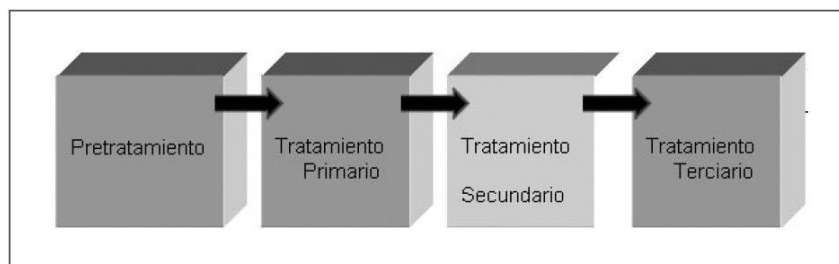 Pretratamiento
Tratamiento
Primario
Tratamiento
Secundario
Tratamiento
Terciario